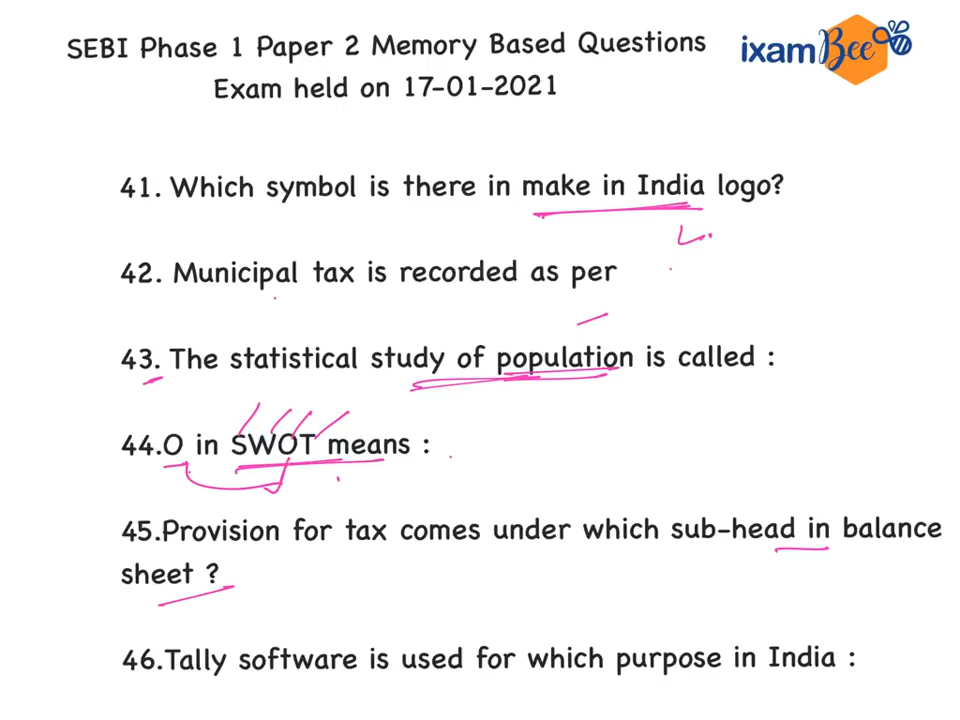 SEBI Phase 1 Paper 2 Memory Based Questions
ixamBee
Exam held on 17-01-2021
41. Which symbol is there in make in India logo?
42. Municipal tax is recorded as per
43. The statistical study of population is called :
44.O in SWOT means :
45.Provision for tax comes under which sub-head in balance
sheet ?
46.Tally software is used for which purpose in India :